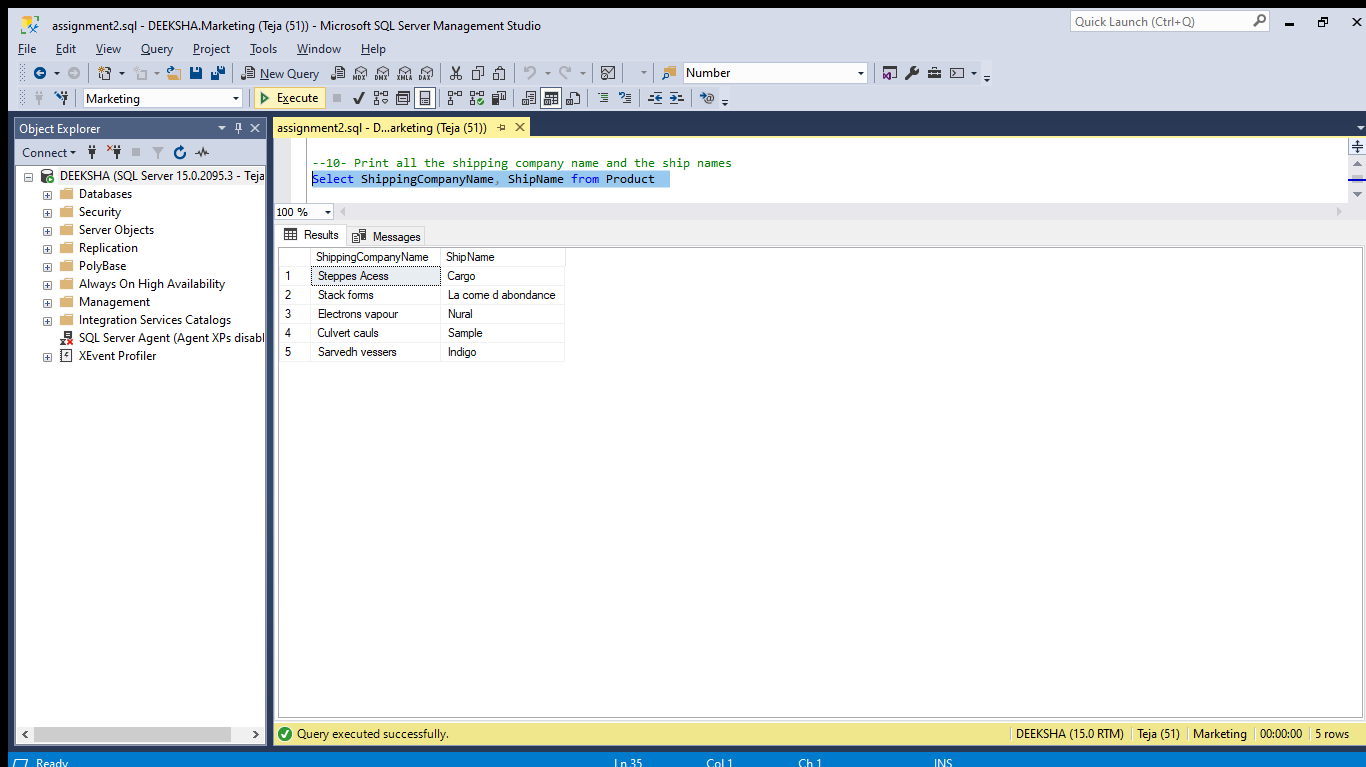 assignment2.sql - DEEKSHA.Marketing (Teja (51)) - Microsoft SQL Server Management Studio
Quick Launch (Ctrl+Q)
File Edit View Query Project Tools Window Help
New Query MDX DMX XMLA DAX Number
Marketing Execute
Object Explorer
assignment2.sql - D...arketing (Teja (51))
Connect
DEEKSHA (SQL Server 15.0.2095.3 - Teja
Databases
Security
Server Objects
Replication
PolyBase
Always On High Availability
Management
Integration Services Catalogs
SQL Server Agent (Agent XPs disabl
XEvent Profiler
--10- Print all the shipping company name and the ship names
Select ShippingCompanyName, ShipName from Product
100 %
Results Messages
ShippingCompanyName ShipName
1 Steppes Acess Cargo
2 Stack forms La corne d abondance
3 Electrons vapour Nural
4 Culvert cauls Sample
5 Sarvedh vessers Indigo
Query executed successfully. DEEKSHA (15.0 RTM) Teja (51) Marketing 00:00:00 5 rows
Ready Ln 35 Col 1 Ch 1 INS